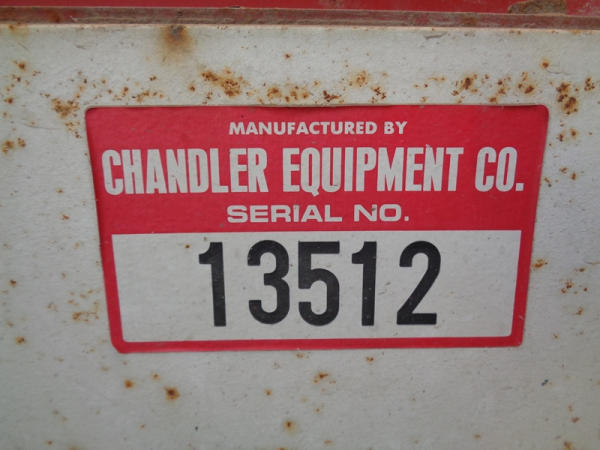 MANUFACTURED BY
CHANDLER EQUIPMENT CO.
SERIAL NO.
13512